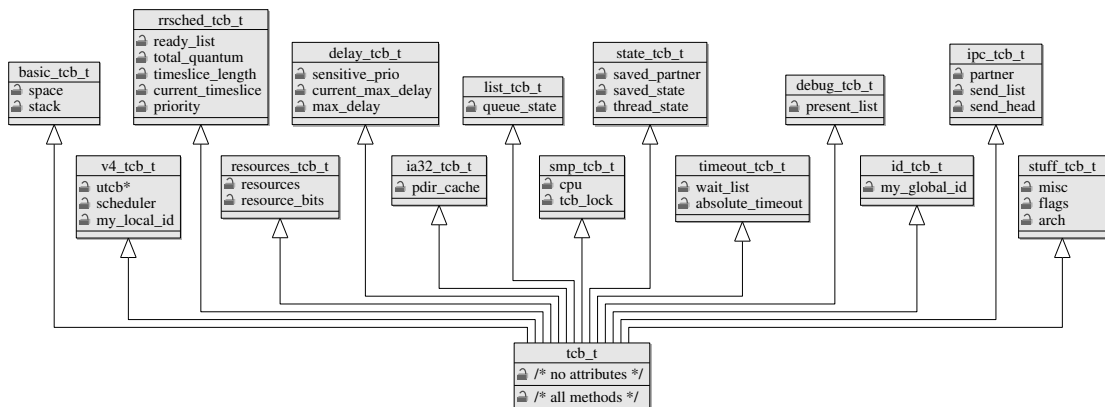 basic_tcb_t
space
stack
rrsched_tcb_t
ready_list
total_quantum
timeslice_length
current_timeslice
priority
delay_tcb_t
sensitive_prio
current_max_delay
max_delay
list_tcb_t
queue_state
state_tcb_t
saved_partner
saved_state
thread_state
debug_tcb_t
present_list
ipc_tcb_t
partner
send_list
send_head
v4_tcb_t
utcb*
scheduler
my_local_id
resources_tcb_t
resources
resource_bits
ia32_tcb_t
pdir_cache
smp_tcb_t
cpu
tcb_lock
timeout_tcb_t
wait_list
absolute_timeout
id_tcb_t
my_global_id
stuff_tcb_t
misc
flags
arch
tcb_t
/* no attributes */
/* all methods */